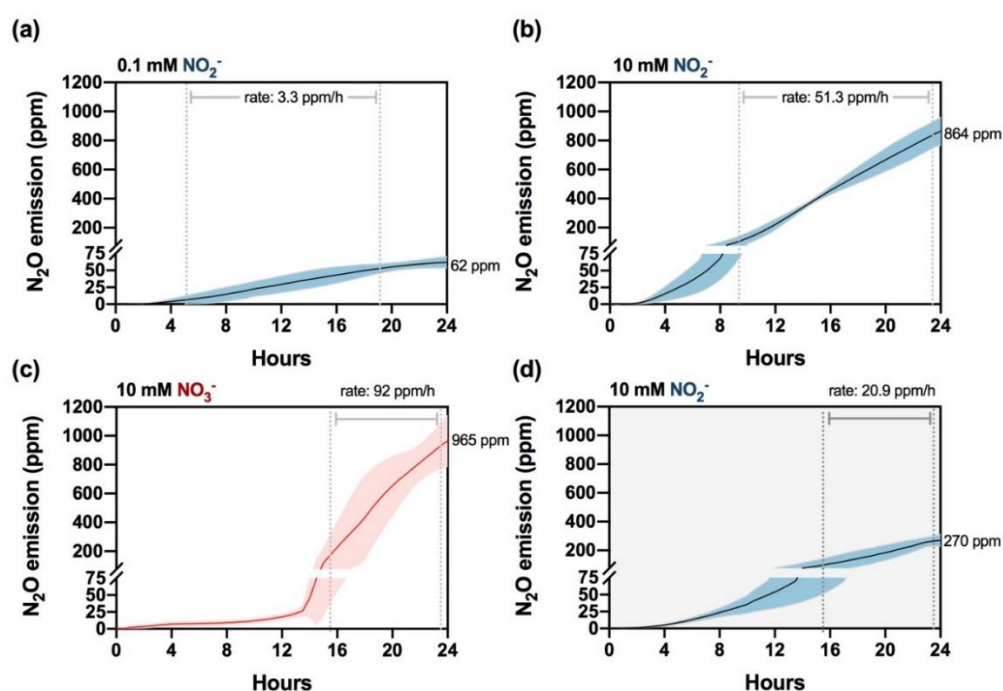 (a)
0.1 mM NO₂⁻
rate: 3.3 ppm/h
N₂O emission (ppm)
1200
1000
800
600
400
200
75
50
25
0
62 ppm
0 4 8 12 16 20 24
Hours
(b)
10 mM NO₂⁻
rate: 51.3 ppm/h
N₂O emission (ppm)
1200
1000
800
600
400
200
75
50
25
0
864 ppm
0 4 8 12 16 20 24
Hours
(c)
10 mM NO₃⁻
rate: 92 ppm/h
N₂O emission (ppm)
1200
1000
800
600
400
200
75
50
25
0
965 ppm
0 4 8 12 16 20 24
Hours
(d)
10 mM NO₂⁻
rate: 20.9 ppm/h
N₂O emission (ppm)
1200
1000
800
600
400
200
75
50
25
0
270 ppm
0 4 8 12 16 20 24
Hours